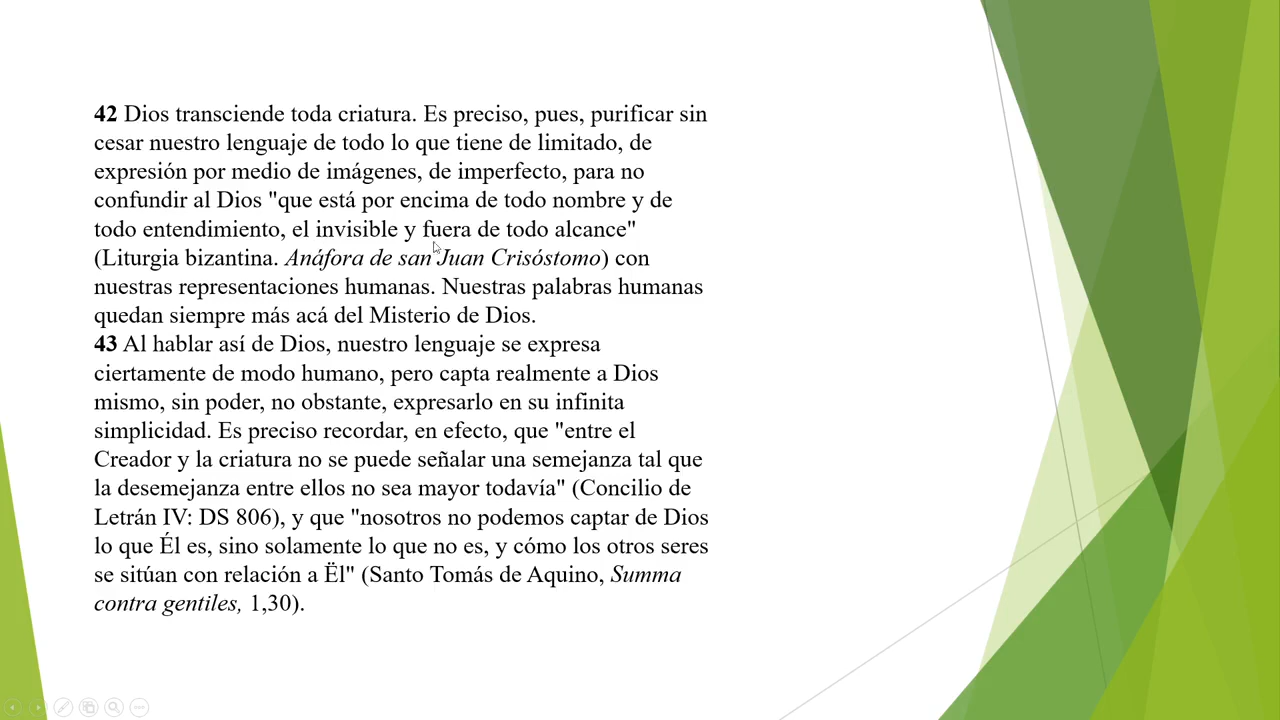 42 Dios transciende toda criatura. Es preciso, pues, purificar sin
cesar nuestro lenguaje de todo lo que tiene de limitado, de
expresión por medio de imágenes, de imperfecto, para no
confundir al Dios "que está por encima de todo nombre y de
todo entendimiento, el invisible y fuera de todo alcance"
(Liturgia bizantina. Anáfora de san Juan Crisóstomo) con
nuestras representaciones humanas. Nuestras palabras humanas
quedan siempre más acá del Misterio de Dios.
43 Al hablar así de Dios, nuestro lenguaje se expresa
ciertamente de modo humano, pero capta realmente a Dios
mismo, sin poder, no obstante, expresarlo en su infinita
simplicidad. Es preciso recordar, en efecto, que "entre el
Creador y la criatura no se puede señalar una semejanza tal que
la desemejanza entre ellos no sea mayor todavía" (Concilio de
Letrán IV: DS 806), y que "nosotros no podemos captar de Dios
lo que Él es, sino solamente lo que no es, y cómo los otros seres
se sitúan con relación a Ël" (Santo Tomás de Aquino, Summa
contra gentiles, 1,30).